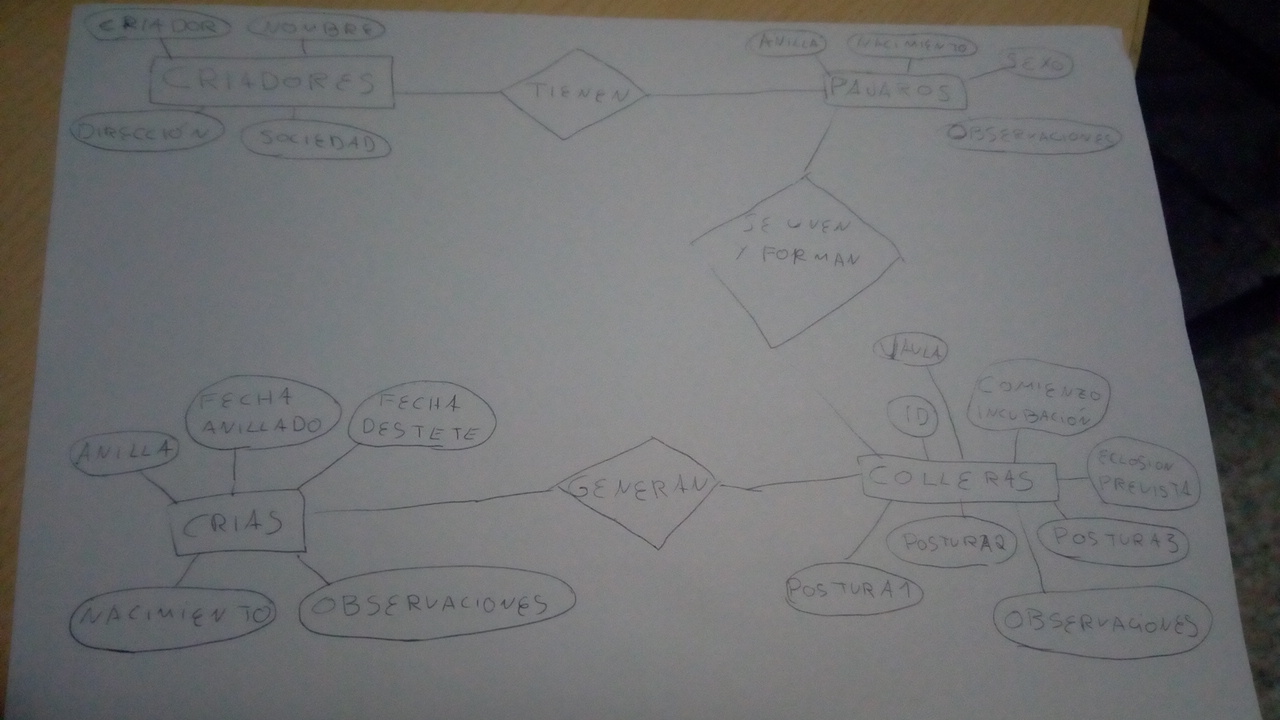 CRIADOR
NOMBRE
CRIADORES
DIRECCIÓN
SOCIEDAD
TIENEN
ANILLA
NACIMIENTO
SEXO
PAJAROS
OBSERVACIONES
SE UNEN
Y FORMAN
JAULA
ID
COMIENZO
INCUBACIÓN
COLLERAS
ECLOSION
PREVISTA
POSTURA1
POSTURA2
POSTURA3
OBSERVACIONES
GENERAN
ANILLA
FECHA
ANILLADO
FECHA
DESTETE
CRIAS
NACIMIENTO
OBSERVACIONES